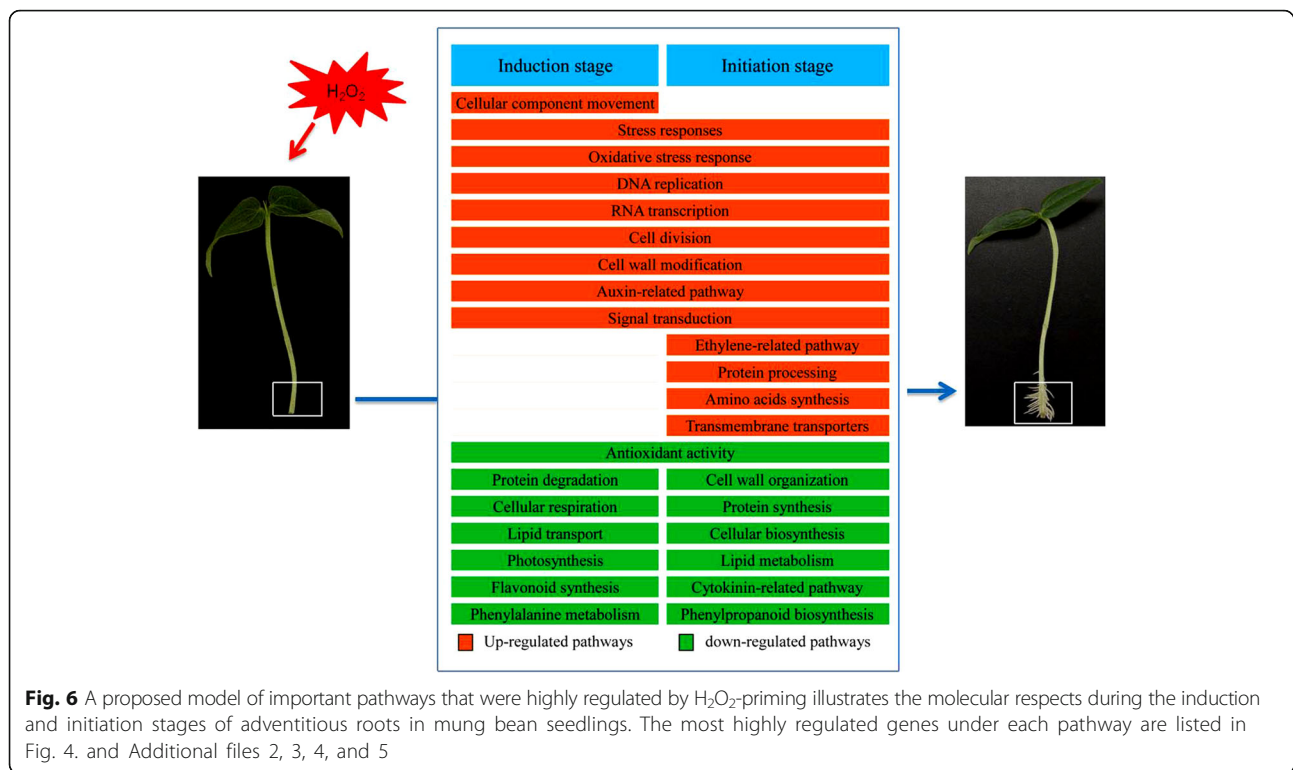 H₂O₂
Induction stage Initiation stage
Cellular component movement
Stress responses
Oxidative stress response
DNA replication
RNA transcription
Cell division
Cell wall modification
Auxin-related pathway
Signal transduction
Ethylene-related pathway
Protein processing
Amino acids synthesis
Transmembrane transporters
Antioxidant activity
Protein degradation Cell wall organization
Cellular respiration Protein synthesis
Lipid transport Cellular biosynthesis
Photosynthesis Lipid metabolism
Flavonoid synthesis Cytokinin-related pathway
Phenylalanine metabolism Phenylpropanoid biosynthesis
Up-regulated pathways down-regulated pathways
Fig. 6 A proposed model of important pathways that were highly regulated by H₂O₂-priming illustrates the molecular respects during the induction
and initiation stages of adventitious roots in mung bean seedlings. The most highly regulated genes under each pathway are listed in
Fig. 4. and Additional files 2, 3, 4, and 5